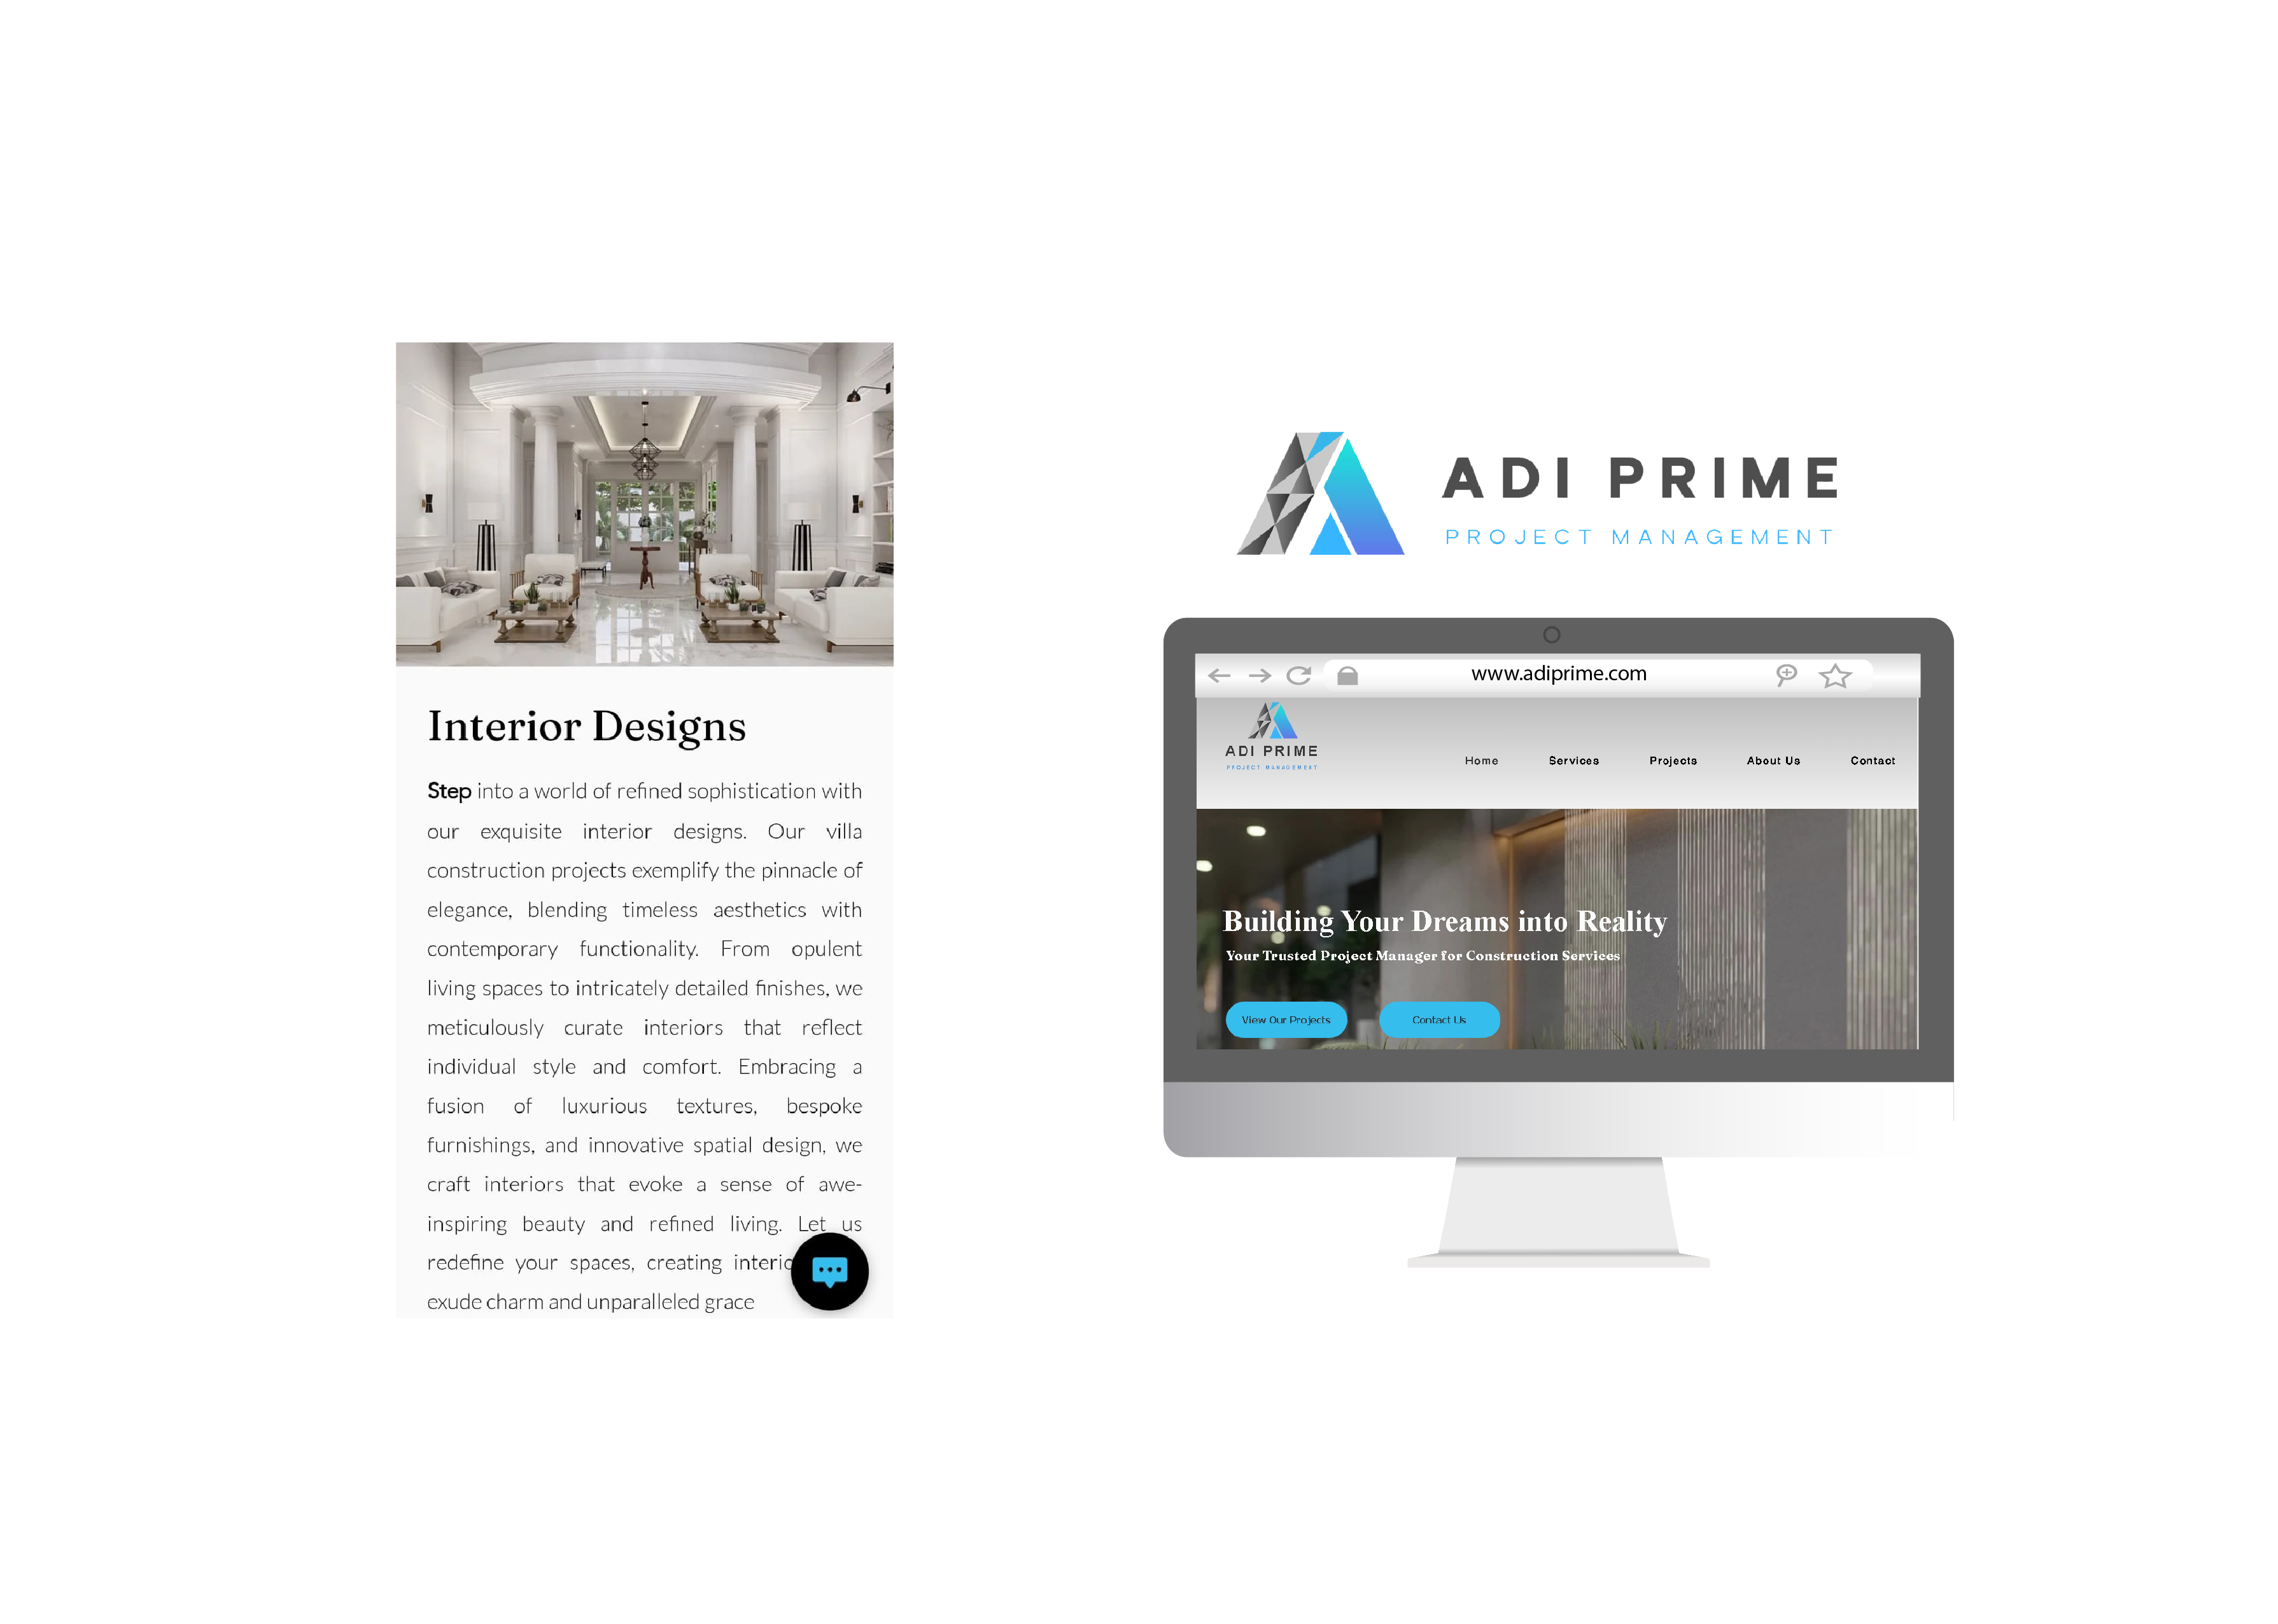 Interior Designs
Step into a world of refined sophistication with
our exquisite interior designs. Our villa
construction projects exemplify the pinnacle of
elegance, blending timeless aesthetics with
contemporary functionality. From opulent
living spaces to intricately detailed finishes, we
meticulously curate interiors that reflect
individual style and comfort. Embracing a
fusion of luxurious textures, bespoke
furnishings, and innovative spatial design, we
craft interiors that evoke a sense of awe-
inspiring beauty and refined living. Let us
redefine your spaces, creating
exude charm and unparalleled grace
ADI PRIME
PROJECT MANAGEMENT
www.adiprime.com
ADI PRIME
PROJECT MANAGEMENT
Home Services Projects About Us Contact
Building Your Dreams into Reality
Your Trusted Project Manager for Construction Services
View Our Projects Contact Us